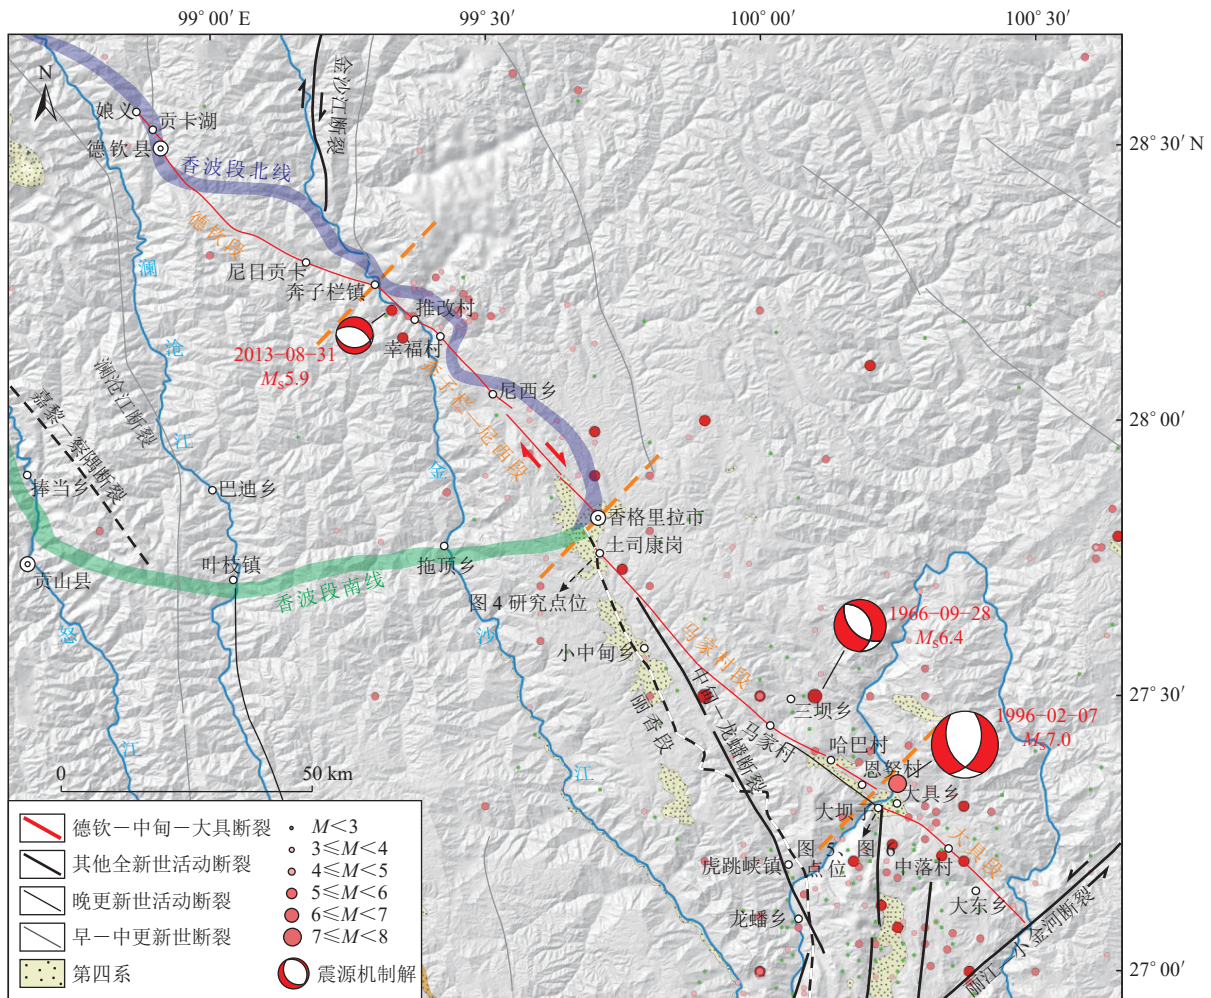 99°00′ E
99°30′
100°00′
100°30′
N
金沙江断裂
娘义
贡卡湖
德钦县
香波段北线
28°30′ N
德钦段
尼日贡卡
澜
奔子栏镇
推改村
2013-08-31
Ms5.9
幸福村
沧
澜沧江断裂
奔子栏—尼西段
尼西乡
嘉黎—察隅断裂
江
28°00′
金
捧当乡
巴迪乡
香格里拉市
土司康岗
叶枝镇
拖顶乡
贡山县
香波段南线
图4研究点位
1966-09-28
Ms6.4
怒
沙
小中甸乡
马家村段
中甸—龙蟠断裂
丽香段
27°30′
三坝乡
1996-02-07
Ms7.0
江
马家村
哈巴村
恩努村
江
大具乡
大坝子
0
50 km
图5、图6
点位
虎跳峡镇
中落村
大具段
大东乡
龙蟠乡
丽江—小金河断裂
27°00′
德钦—中甸—大具断裂
其他全新世活动断裂
晚更新世活动断裂
早—中更新世断裂
第四系
M<3
3≤M<4
4≤M<5
5≤M<6
6≤M<7
7≤M<8
震源机制解